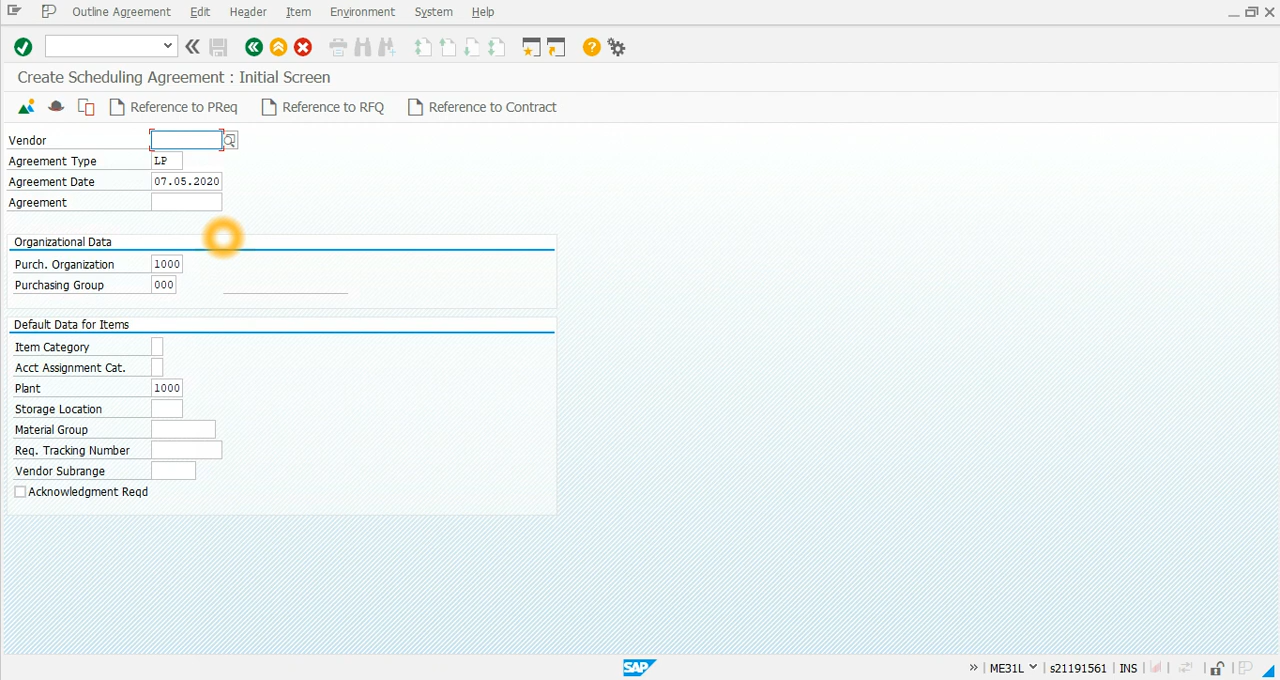 Outline Agreement Edit Header Item Environment System Help
Create Scheduling Agreement : Initial Screen
Reference to PReq Reference to RFQ Reference to Contract
Vendor
Agreement Type LP
Agreement Date 07.05.2020
Agreement
Organizational Data
Purch. Organization 1000
Purchasing Group 000
Default Data for Items
Item Category
Acct Assignment Cat.
Plant 1000
Storage Location
Material Group
Req. Tracking Number
Vendor Subrange
Acknowledgment Reqd
SAP » ME31L s21191561 INS